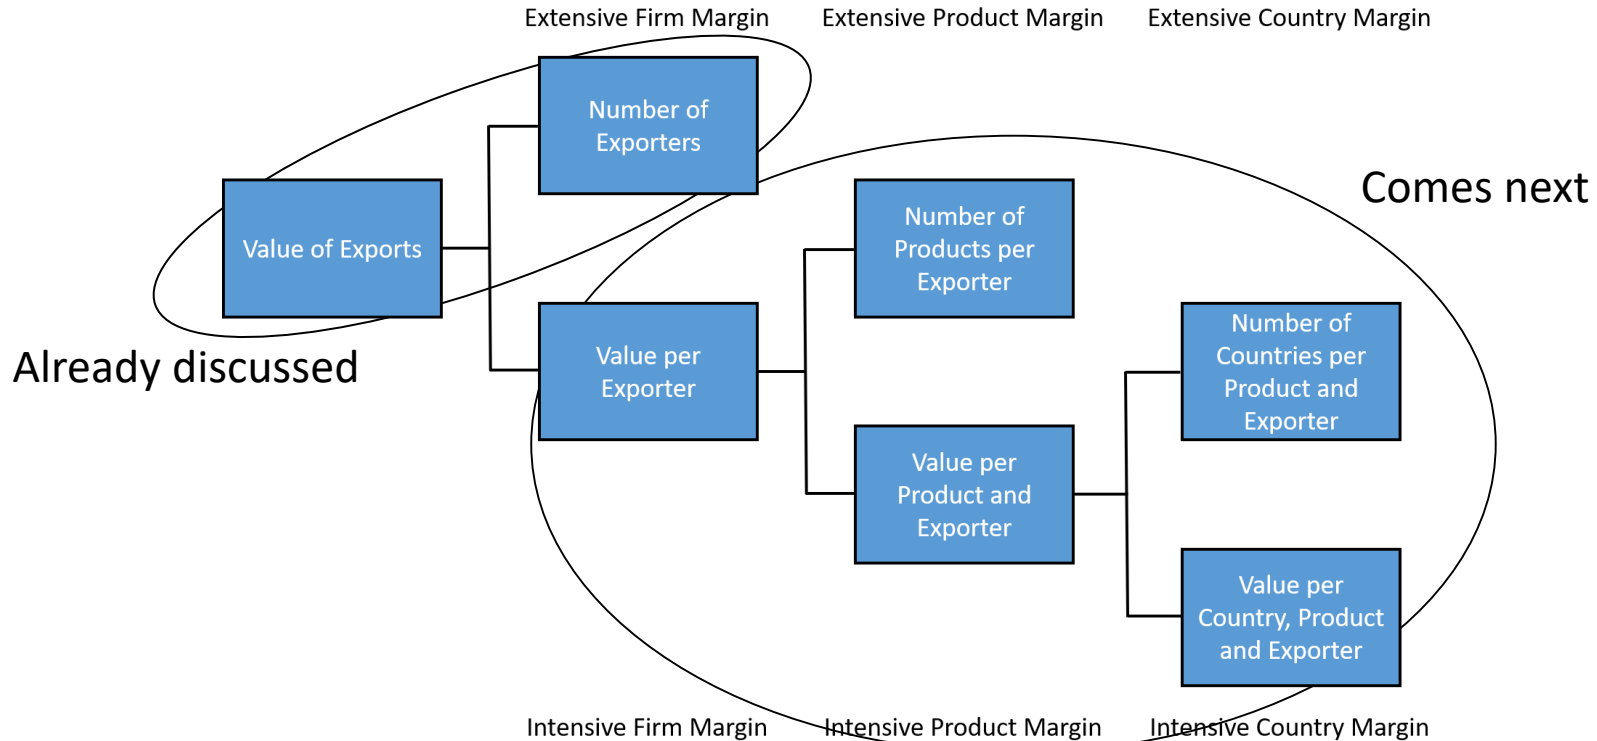 Extensive Firm Margin
Extensive Product Margin
Extensive Country Margin
Number of
Exporters
Comes next
Value of Exports
Number of
Products per
Exporter
Already discussed
Value per
Exporter
Number of
Countries per
Product and
Exporter
Value per
Product and
Exporter
Value per
Country, Product
and Exporter
Intensive Firm Margin
Intensive Product Margin
Intensive Country Margin